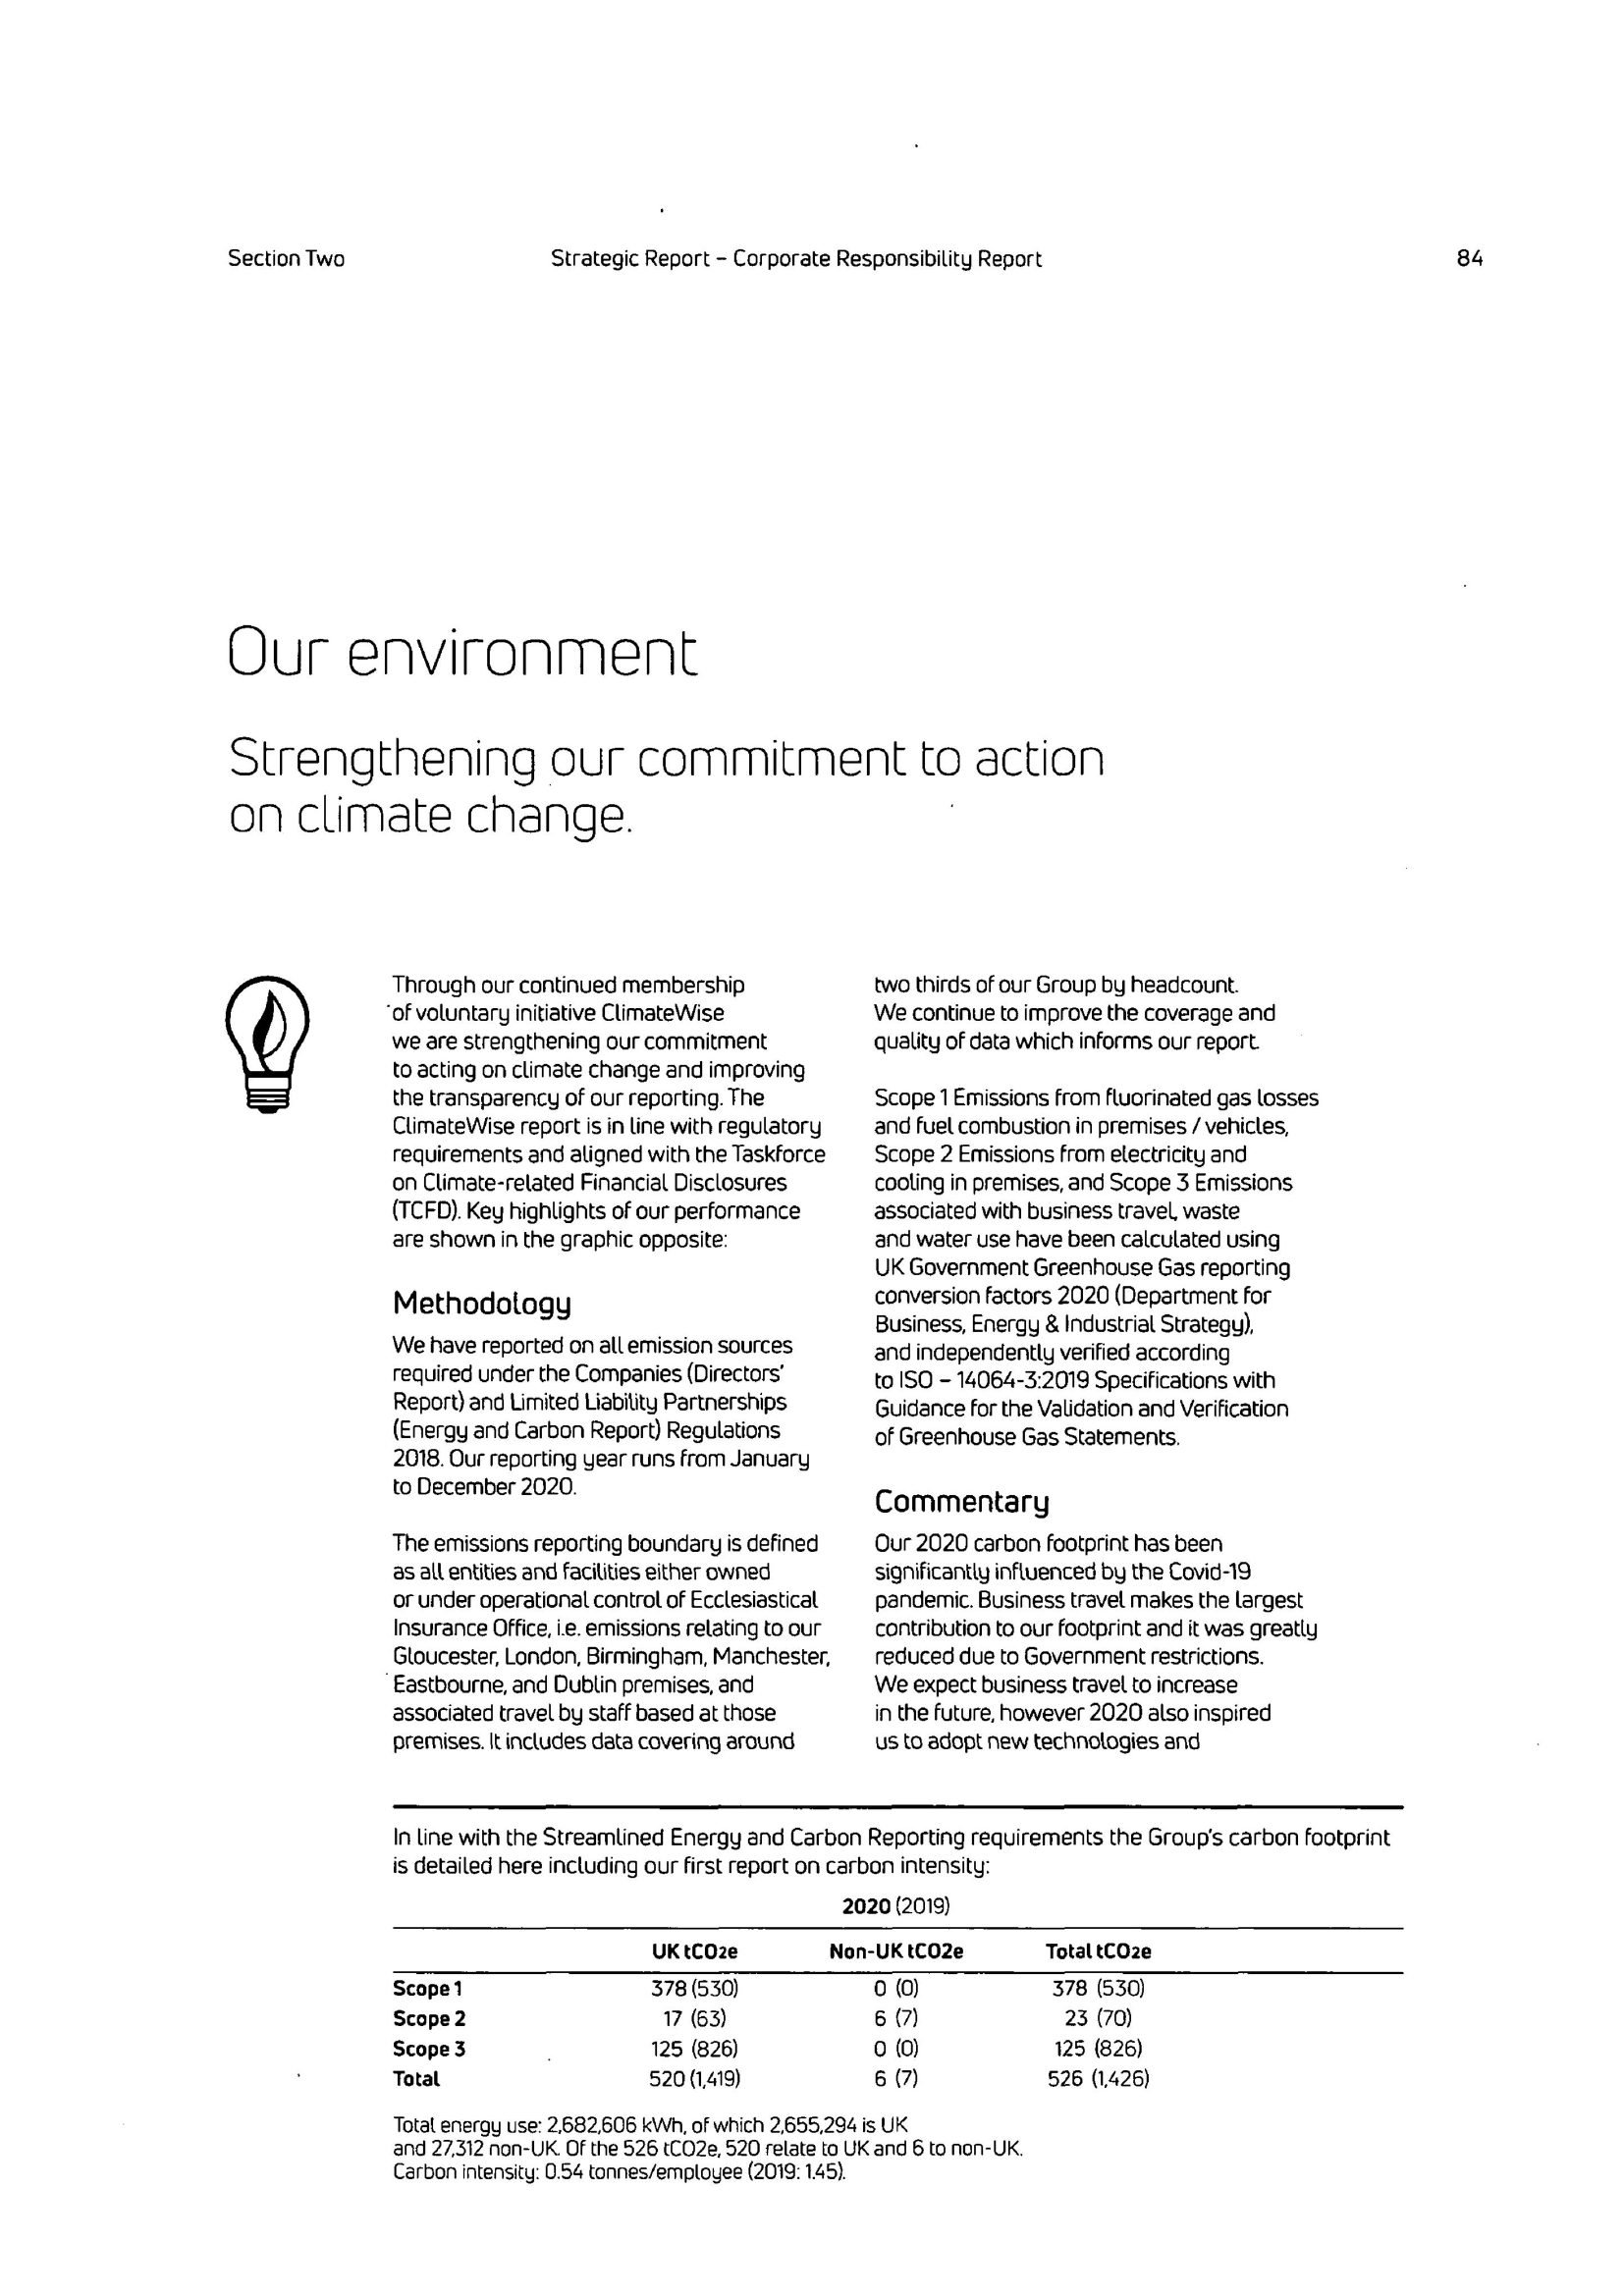 Section Two
Strategic Report – Corporate Responsibility Report
84
Our environment
Strengthening our commitment to action
on climate change.
Through our continued membership
of voluntary initiative ClimateWise
we are strengthening our commitment
to acting on climate change and improving
the transparency of our reporting. The
ClimateWise report is in line with regulatory
requirements and aligned with the Taskforce
on Climate-related Financial Disclosures
(TCFD). Key highlights of our performance
are shown in the graphic opposite:
Methodology
We have reported on all emission sources
required under the Companies (Directors'
Report) and Limited Liability Partnerships
(Energy and Carbon Report) Regulations
2018. Our reporting year runs from January
to December 2020.
The emissions reporting boundary is defined
as all entities and facilities either owned
or under operational control of Ecclesiastical
Insurance Office, i.e. emissions relating to our
Gloucester, London, Birmingham, Manchester,
Eastbourne, and Dublin premises, and
associated travel by staff based at those
premises. It includes data covering around
two thirds of our Group by headcount.
We continue to improve the coverage and
quality of data which informs our report.
Scope 1 Emissions from fluorinated gas losses
and fuel combustion in premises / vehicles,
Scope 2 Emissions from electricity and
cooling in premises, and Scope 3 Emissions
associated with business travel, waste
and water use have been calculated using
UK Government Greenhouse Gas reporting
conversion factors 2020 (Department for
Business, Energy & Industrial Strategy),
and independently verified according
to ISO – 14064-3:2019 Specifications with
Guidance for the Validation and Verification
of Greenhouse Gas Statements.
Commentary
Our 2020 carbon footprint has been
significantly influenced by the Covid-19
pandemic. Business travel makes the largest
contribution to our footprint and it was greatly
reduced due to Government restrictions.
We expect business travel to increase
in the future, however 2020 also inspired
us to adopt new technologies and
In line with the Streamlined Energy and Carbon Reporting requirements the Group's carbon footprint
is detailed here including our first report on carbon intensity:
2020 (2019)
UK tCO2e Non-UK tCO2e Total tCO2e
Scope 1 378 (530) 0 (0) 378 (530)
Scope 2 17 (63) 6 (7) 23 (70)
Scope 3 125 (826) 0 (0) 125 (826)
Total 520 (1,419) 6 (7) 526 (1,426)
Total energy use: 2,682,606 kWh, of which 2,655,294 is UK
and 27,312 non-UK. Of the 526 tCO2e, 520 relate to UK and 6 to non-UK.
Carbon intensity: 0.54 tonnes/employee (2019: 1.45).